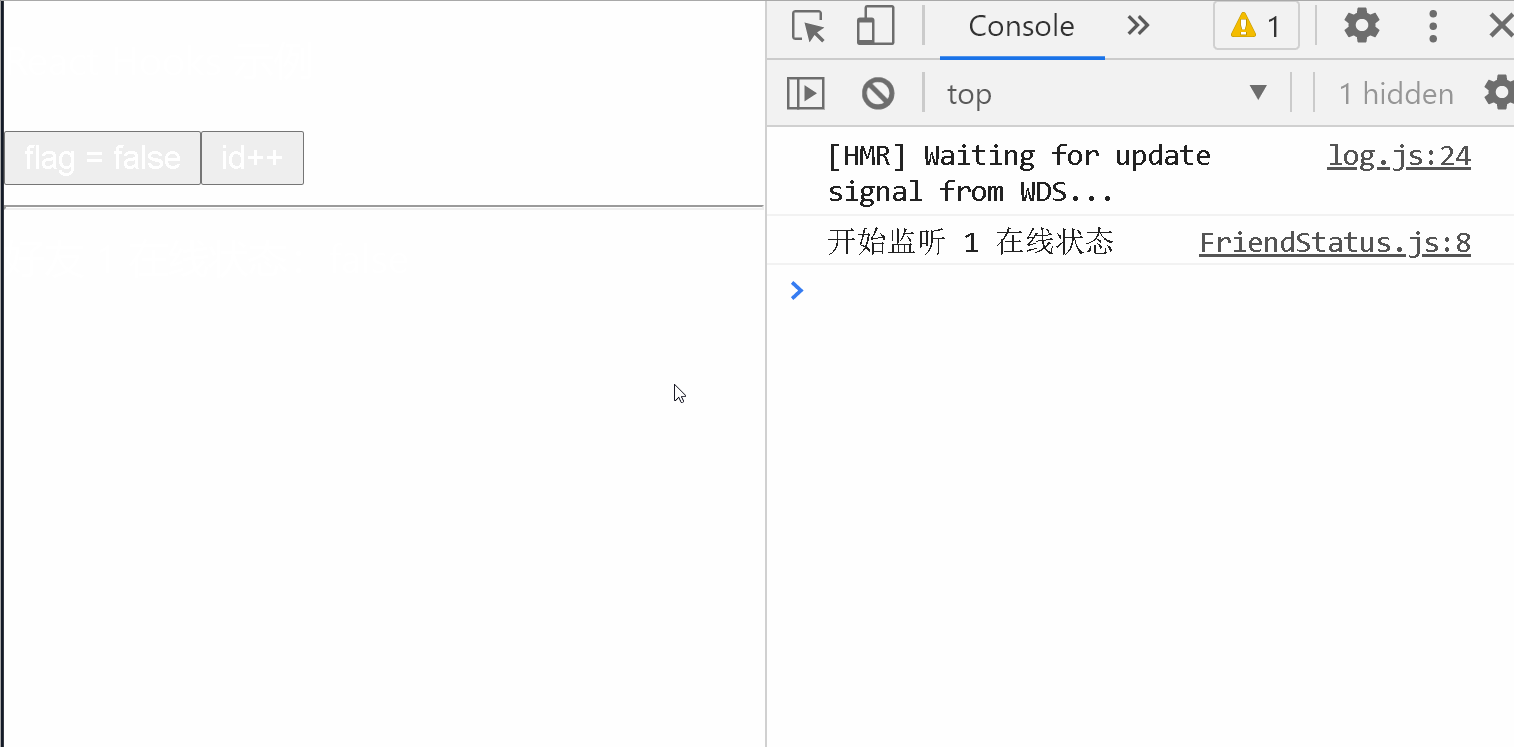 Console
1
top
1 hidden
flag = false id++
[HMR] Waiting for update log.js:24
signal from WDS...
开始监听 1 在线状态 FriendStatus.js:8